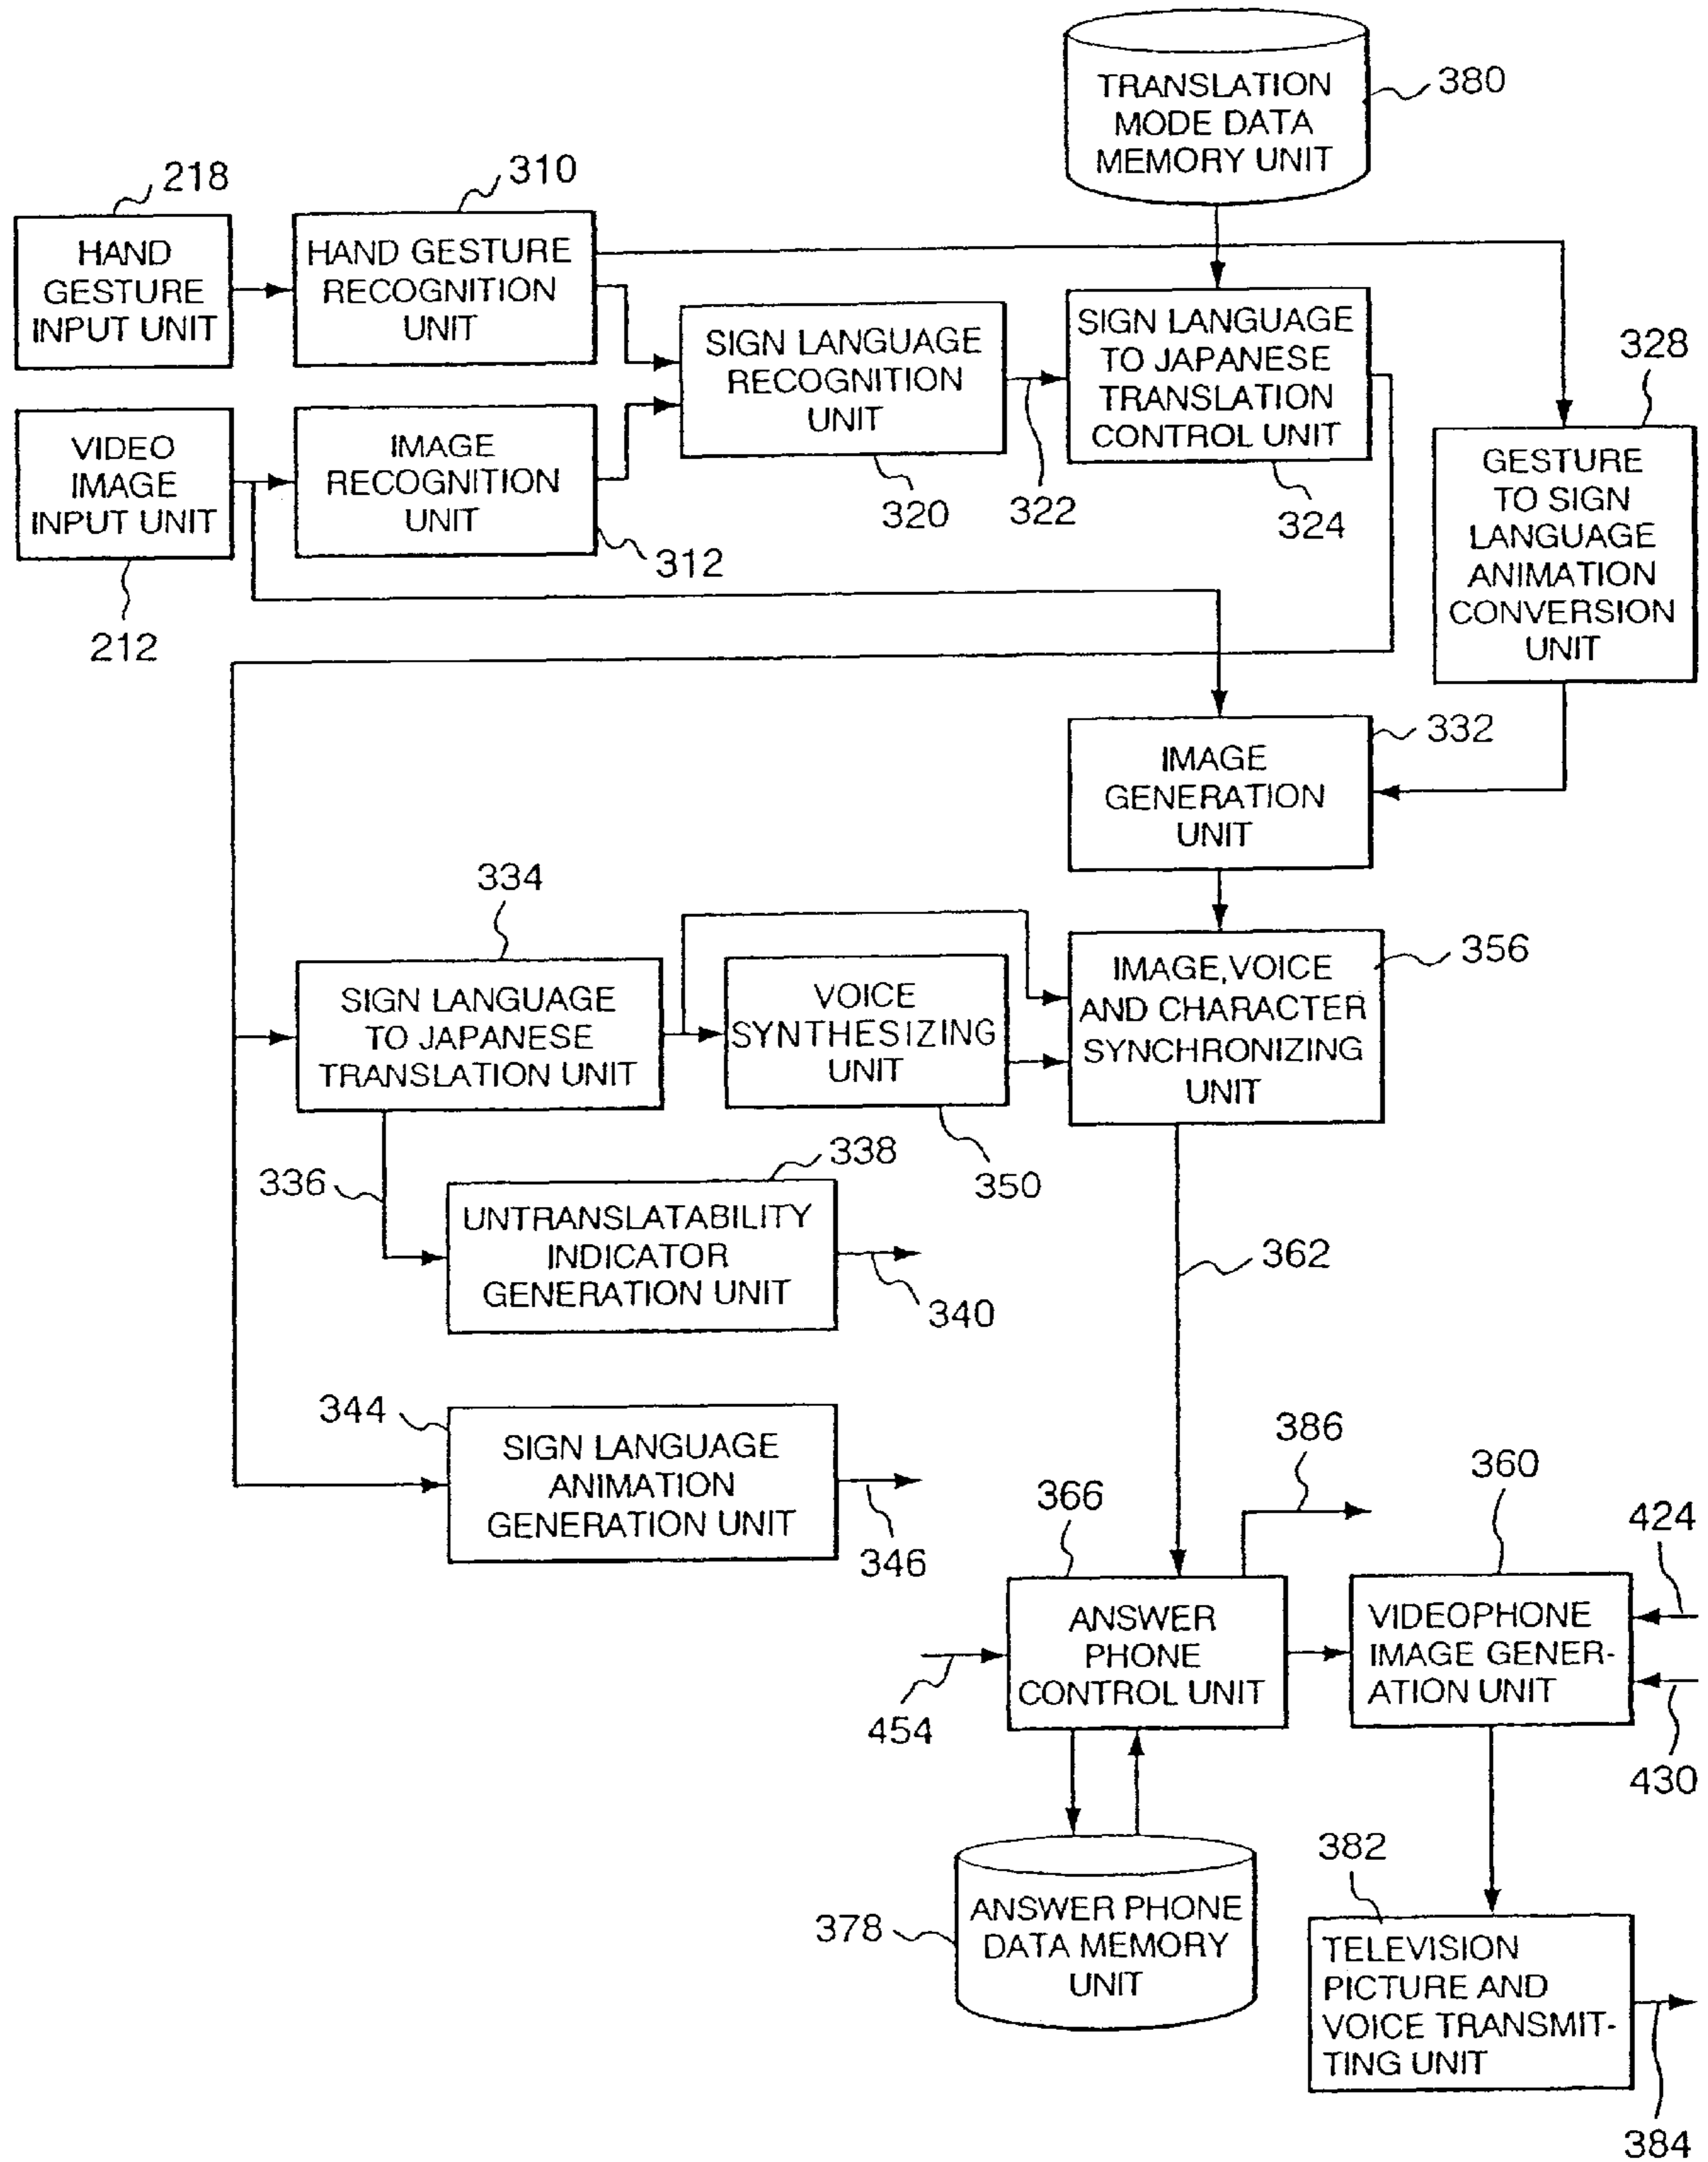 TRANSLATION
MODE DATA
MEMORY UNIT
380
218
HAND
GESTURE
INPUT UNIT
310
HAND GESTURE
RECOGNITION
UNIT
VIDEO
IMAGE
INPUT UNIT
212
IMAGE
RECOGNITION
UNIT
312
SIGN LANGUAGE
RECOGNITION
UNIT
320
322
SIGN LANGUAGE
TO JAPANESE
TRANSLATION
CONTROL UNIT
324
328
GESTURE
TO SIGN
LANGUAGE
ANIMATION
CONVERSION
UNIT
332
IMAGE
GENERATION
UNIT
334
SIGN LANGUAGE
TO JAPANESE
TRANSLATION UNIT
VOICE
SYNTHESIZING
UNIT
350
356
IMAGE,VOICE
AND CHARACTER
SYNCHRONIZING
UNIT
336
338
UNTRANSLATABILITY
INDICATOR
GENERATION UNIT
340
362
344
SIGN LANGUAGE
ANIMATION
GENERATION UNIT
346
386
366
ANSWER
PHONE
CONTROL UNIT
454
360
VIDEOPHONE
IMAGE GENER-
ATION UNIT
424
430
378
ANSWER PHONE
DATA MEMORY
UNIT
382
TELEVISION
PICTURE AND
VOICE TRANSMIT-
TING UNIT
384